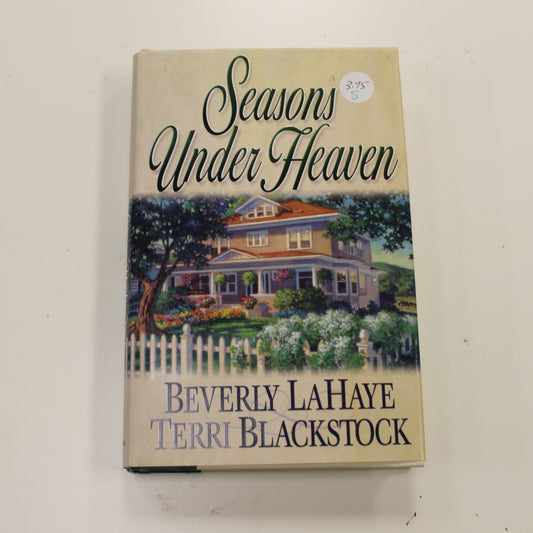 Seasons
3.75
5
Under Heaven
BEVERLY LAHAYE
&
TERRI BLACKSTOCK